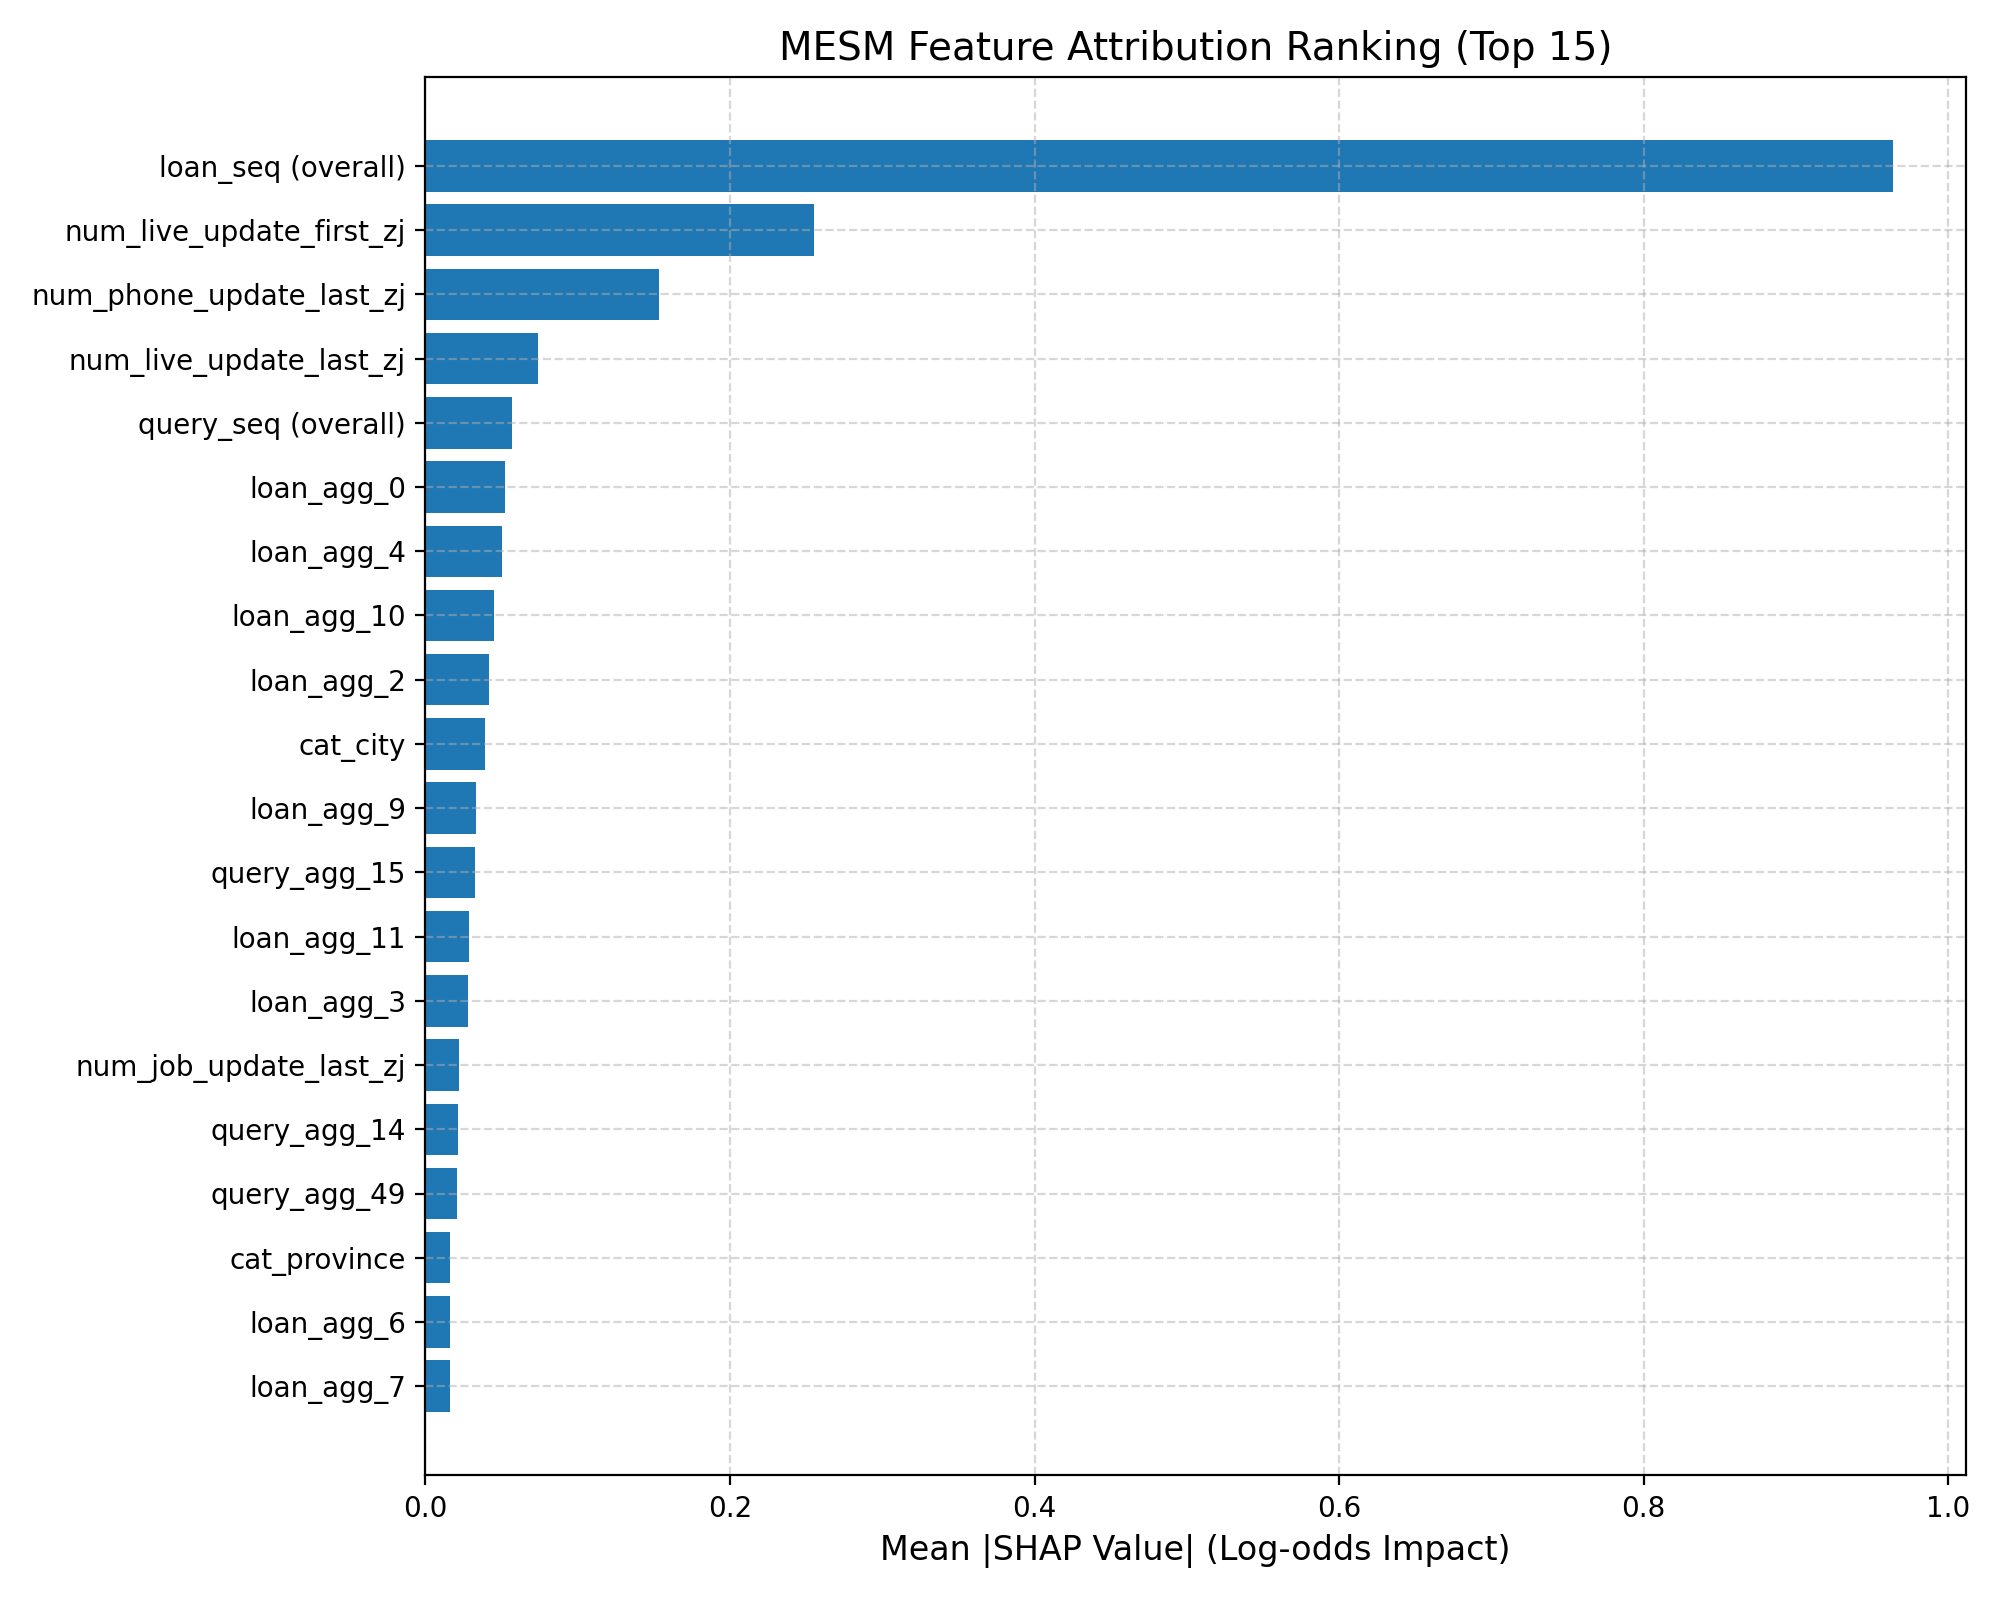 MESM Feature Attribution Ranking (Top 15)
loan_seq (overall)
num_live_update_first_zj
num_phone_update_last_zj
num_live_update_last_zj
query_seq (overall)
loan_agg_0
loan_agg_4
loan_agg_10
loan_agg_2
cat_city
loan_agg_9
query_agg_15
loan_agg_11
loan_agg_3
num_job_update_last_zj
query_agg_14
query_agg_49
cat_province
loan_agg_6
loan_agg_7
0.0 0.2 0.4 0.6 0.8 1.0
Mean |SHAP Value| (Log-odds Impact)